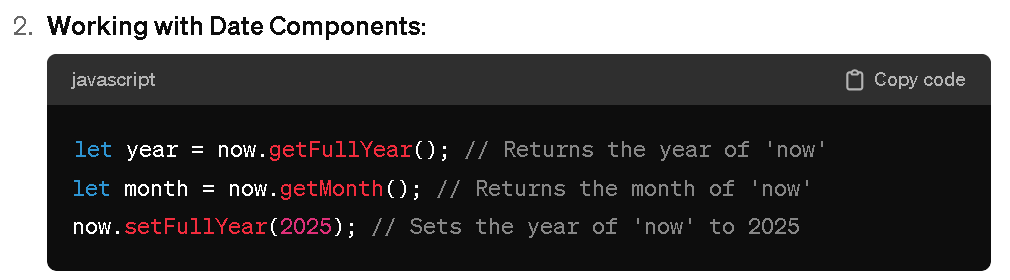 2. Working with Date Components:
javascript Copy code
let year = now.getFullYear(); // Returns the year of 'now'
let month = now.getMonth(); // Returns the month of 'now'
now.setFullYear(2025); // Sets the year of 'now' to 2025